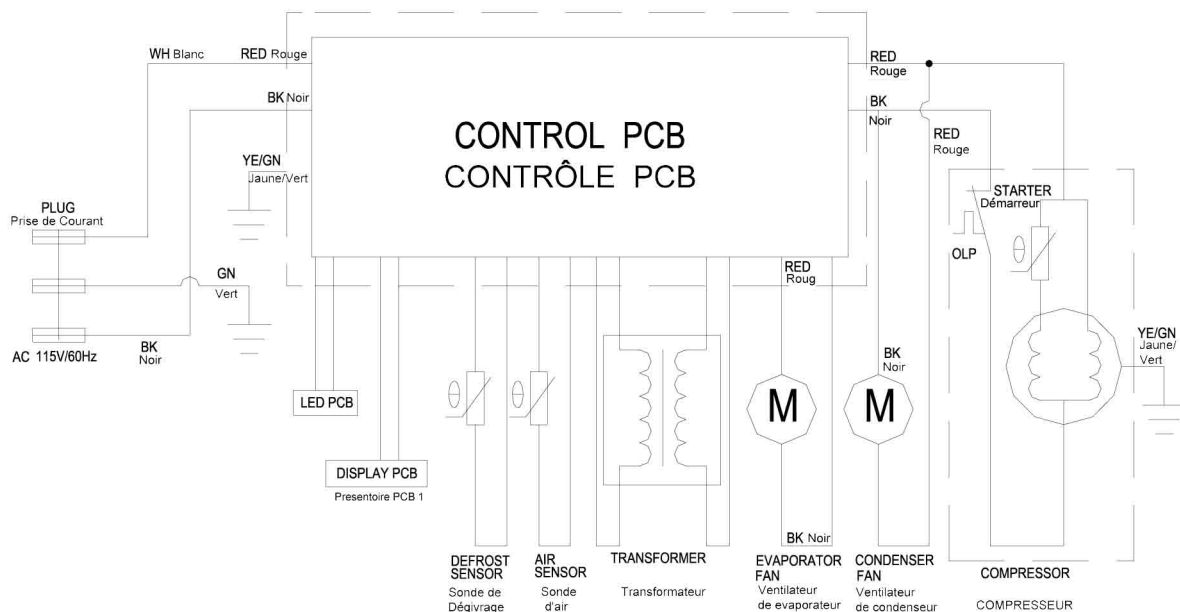 WH Blanc
RED Rouge
BK Noir
YE/GN
Jaune/Vert
PLUG
Prise de Courant
GN
Vert
AC 115V/60Hz
BK
Noir
CONTROL PCB
CONTRÔLE PCB
RED
Rouge
BK
Noir
RED
Rouge
STARTER
Démarreur
OLP
θ
YE/GN
Jaune/
Vert
RED
Roug
BK
Noir
LED PCB
DISPLAY PCB
Presentoire PCB 1
θ
θ
M
M
BK Noir
DEFROST
SENSOR
Sonde de
Dégivrage
AIR
SENSOR
Sonde
d'air
TRANSFORMER
Transformateur
EVAPORATOR
FAN
Ventilateur
de evaporateur
CONDENSER
FAN
Ventilateur
de condenseur
COMPRESSOR
COMPRESSEUR